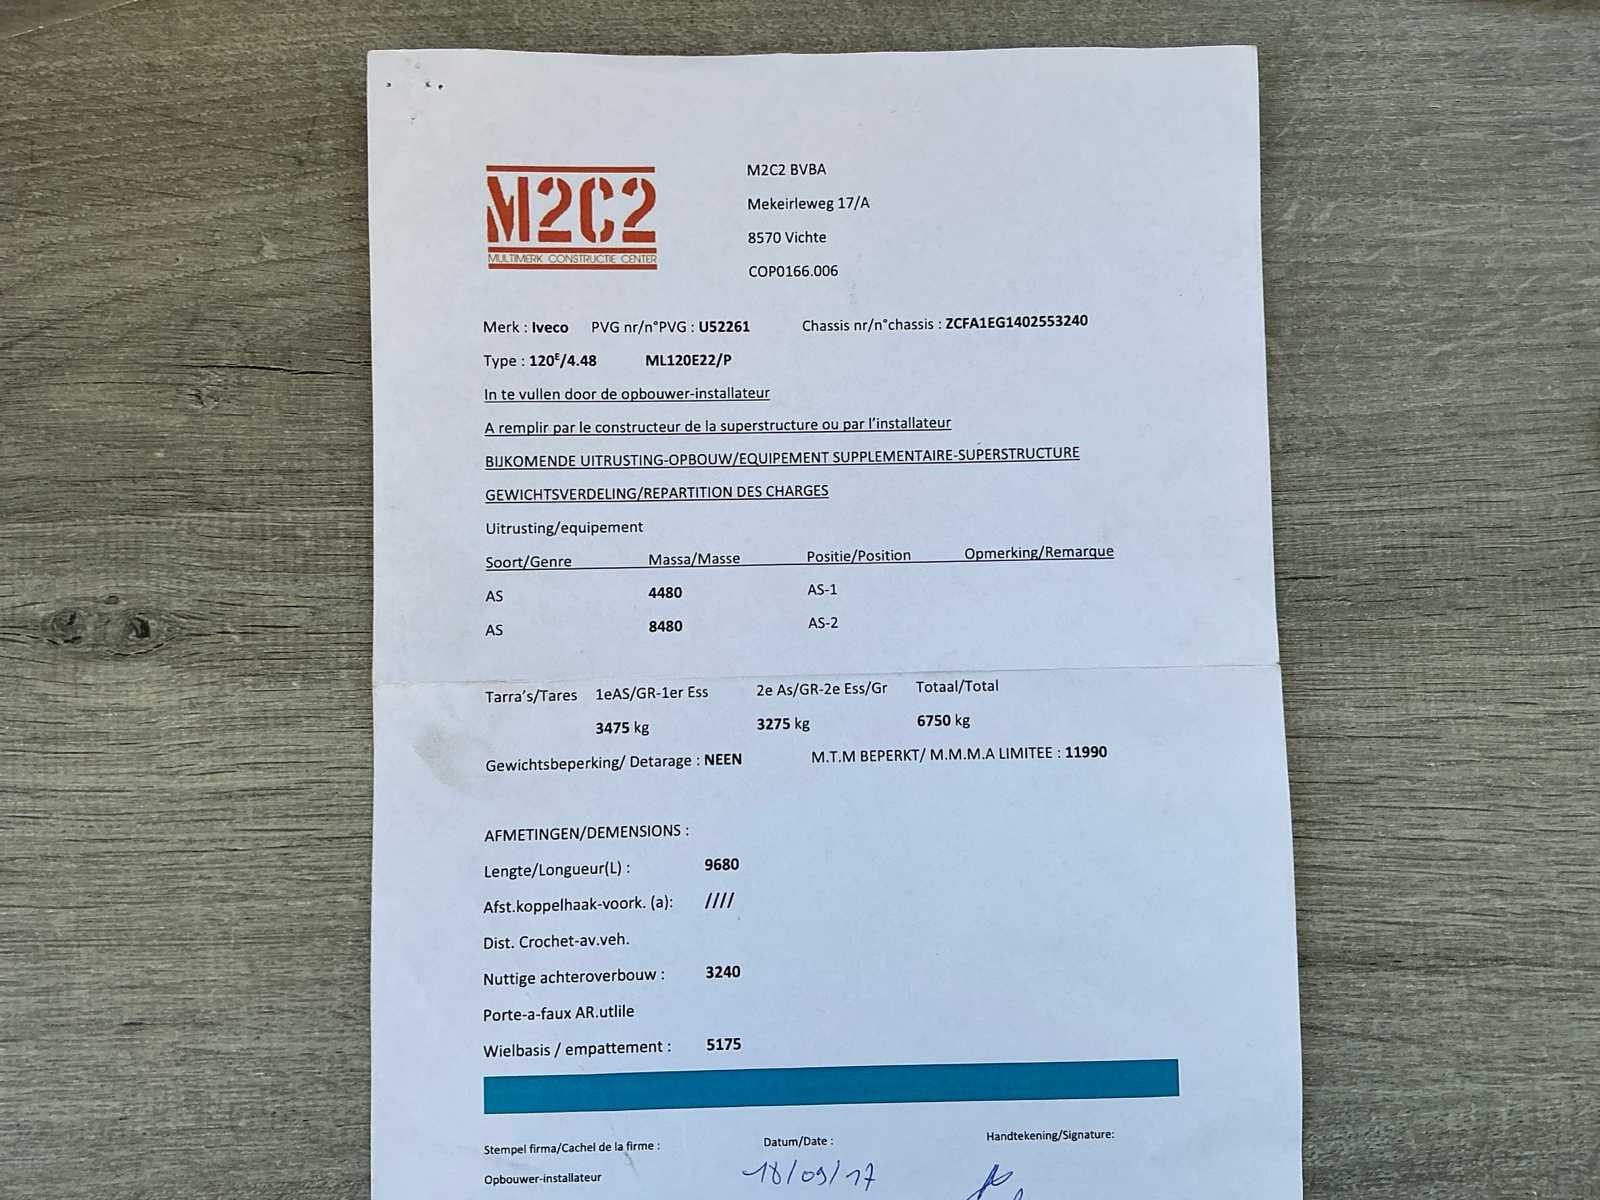 M2C2
MULTIMERK CONSTRUCTIE CENTER
M2C2 BVBA
Mekeirleweg 17/A
8570 Vichte
COP0166.006
Merk : Iveco PVG nr/n°PVG : U52261 Chassis nr/n°chassis : ZCFA1EG1402553240
Type : 120E/4.48 ML120E22/P
In te vullen door de opbouwer-installateur
A remplir par le constructeur de la superstructure ou par l'installateur
BIJKOMENDE UITRUSTING-OPBOUW/EQUIPEMENT SUPPLEMENTAIRE-SUPERSTRUCTURE
GEWICHTSVERDELING/REPARTITION DES CHARGES
Uitrusting/equipement
Soort/Genre Massa/Masse Positie/Position Opmerking/Remarque
AS 4480 AS-1
AS 8480 AS-2
Tarra's/Tares 1eAS/GR-1er Ess 2e As/GR-2e Ess/Gr Totaal/Total
3475 kg 3275 kg 6750 kg
Gewichtsbeperking/ Detarage : NEEN M.T.M BEPERKT/ M.M.M.A LIMITEE : 11990
AFMETINGEN/DEMENSIONS :
Lengte/Longueur(L) : 9680
Afst.koppelhaak-voork. (a): ////
Dist. Crochet-av.veh.
Nuttige achteroverbouw : 3240
Porte-a-faux AR.utlile
Wielbasis / empattement : 5175
Stempel firma/Cachel de la firme : Datum/Date : Handtekening/Signature:
Opbouwer-installateur 18/09/17